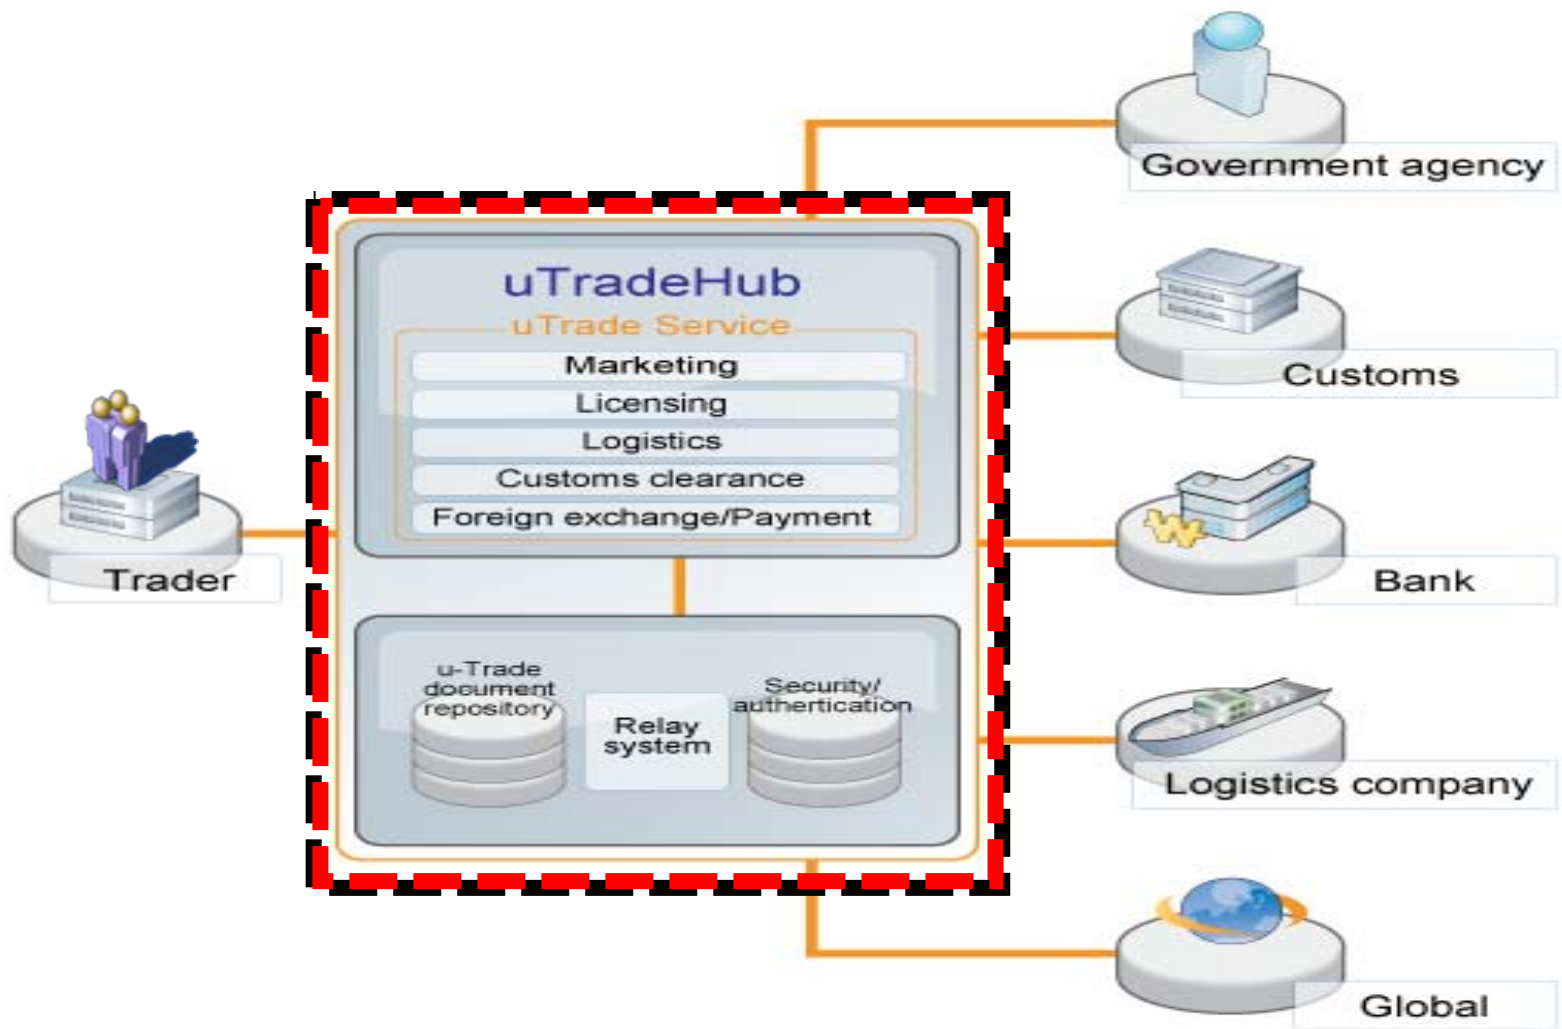 Government agency
uTradeHub
uTrade Service
Marketing
Licensing
Logistics
Customs clearance
Foreign exchange/Payment
Customs
Trader
Bank
u-Trade
document
repository
Relay
system
Security/
authertication
Logistics company
Global